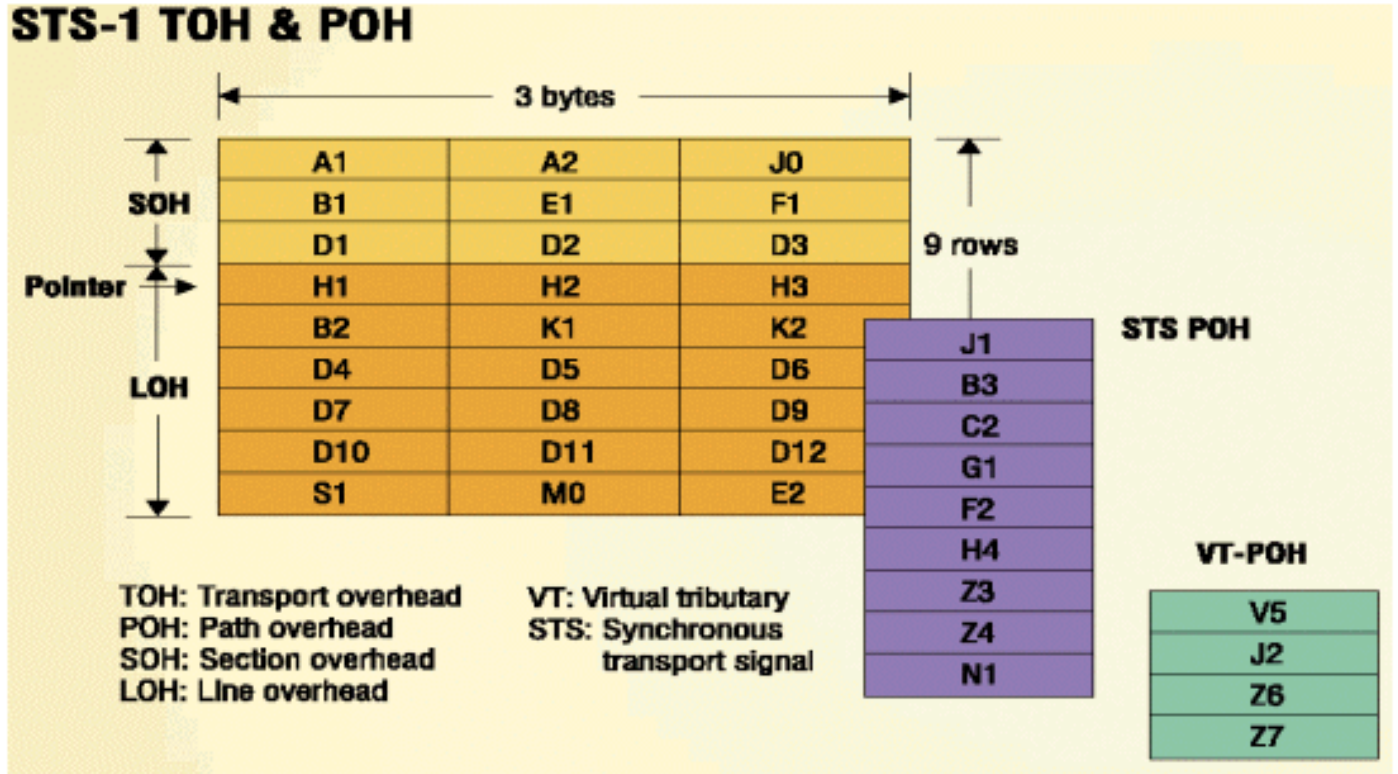 STS-1 TOH & POH
3 bytes
A1 A2 J0
SOH B1 E1 F1
D1 D2 D3 9 rows
Pointer H1 H2 H3
B2 K1 K2 J1 STS POH
D4 D5 D6 B3
LOH
D7 D8 D9 C2
D10 D11 D12 G1
S1 M0 E2 F2
H4 VT-POH
TOH: Transport overhead VT: Virtual tributary Z3 V5
POH: Path overhead STS: Synchronous Z4 J2
SOH: Section overhead transport signal N1 Z6
LOH: Line overhead
Z7